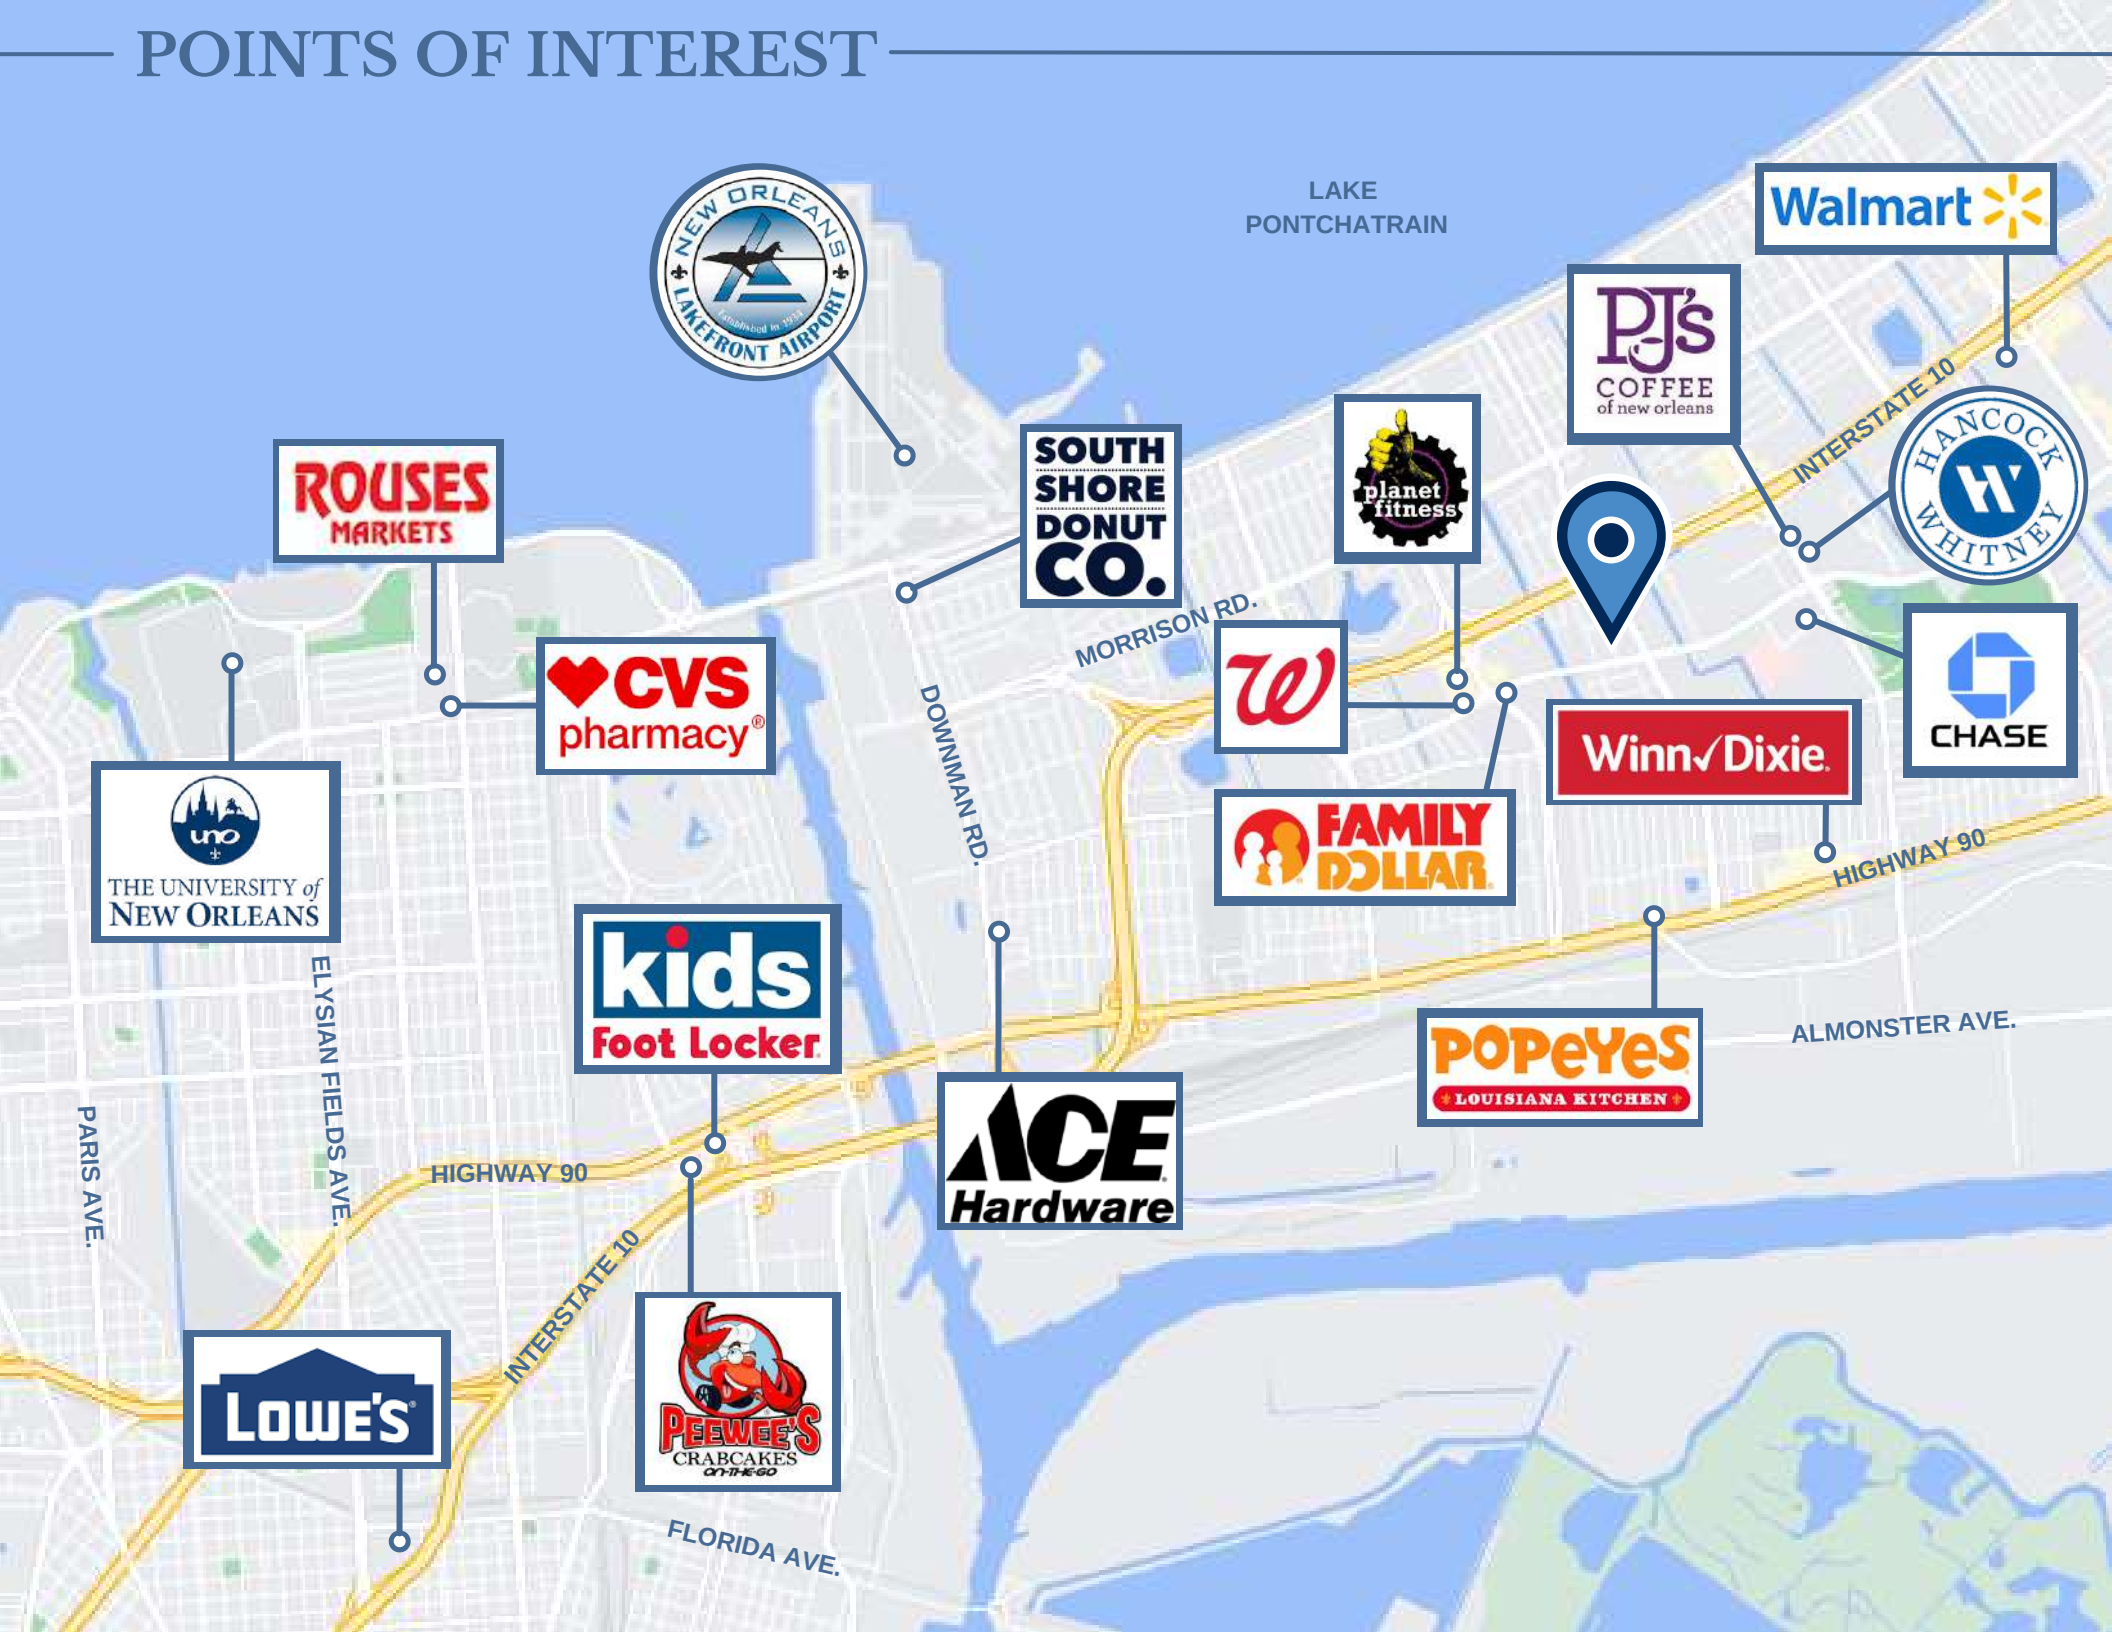 POINTS OF INTEREST
LAKE
PONTCHATRAIN
NEW ORLEANS
LAKEFRONT AIRPORT
Established in 1934
Walmart
PJ's
COFFEE
of new orleans
INTERSTATE 10
HANCOCK
WHITNEY
planet
fitness
SOUTH
SHORE
DONUT
CO.
ROUSES
MARKETS
MORRISON RD.
W
CVS
pharmacy®
CHASE
DOWNMAN RD.
Winn✓Dixie
FAMILY
DOLLAR
HIGHWAY 90
uno
THE UNIVERSITY of
NEW ORLEANS
kids
Foot Locker
ELYSIAN FIELDS AVE.
POPEYES
LOUISIANA KITCHEN
ALMONSTER AVE.
ACE
Hardware
PARIS AVE.
HIGHWAY 90
INTERSTATE 10
LOWE'S
PEEWEE'S
CRABCAKES
ON-THE-GO
FLORIDA AVE.